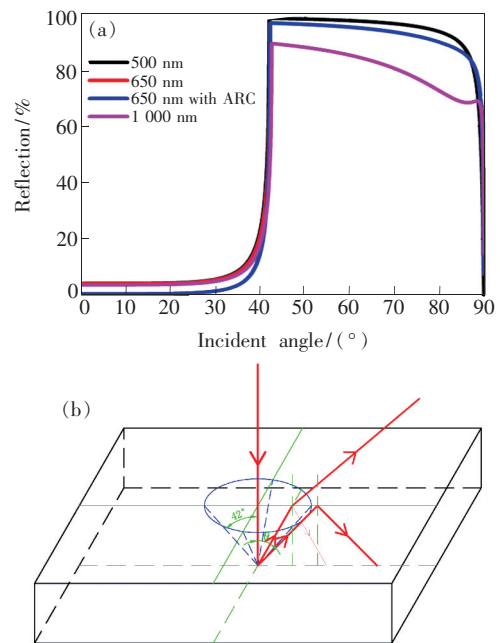 (a)
500 nm
650 nm
650 nm with ARC
1 000 nm
Reflection/%
100
80
60
40
20
0
0 10 20 30 40 50 60 70 80 90
Incident angle/(°)
(b)
42°